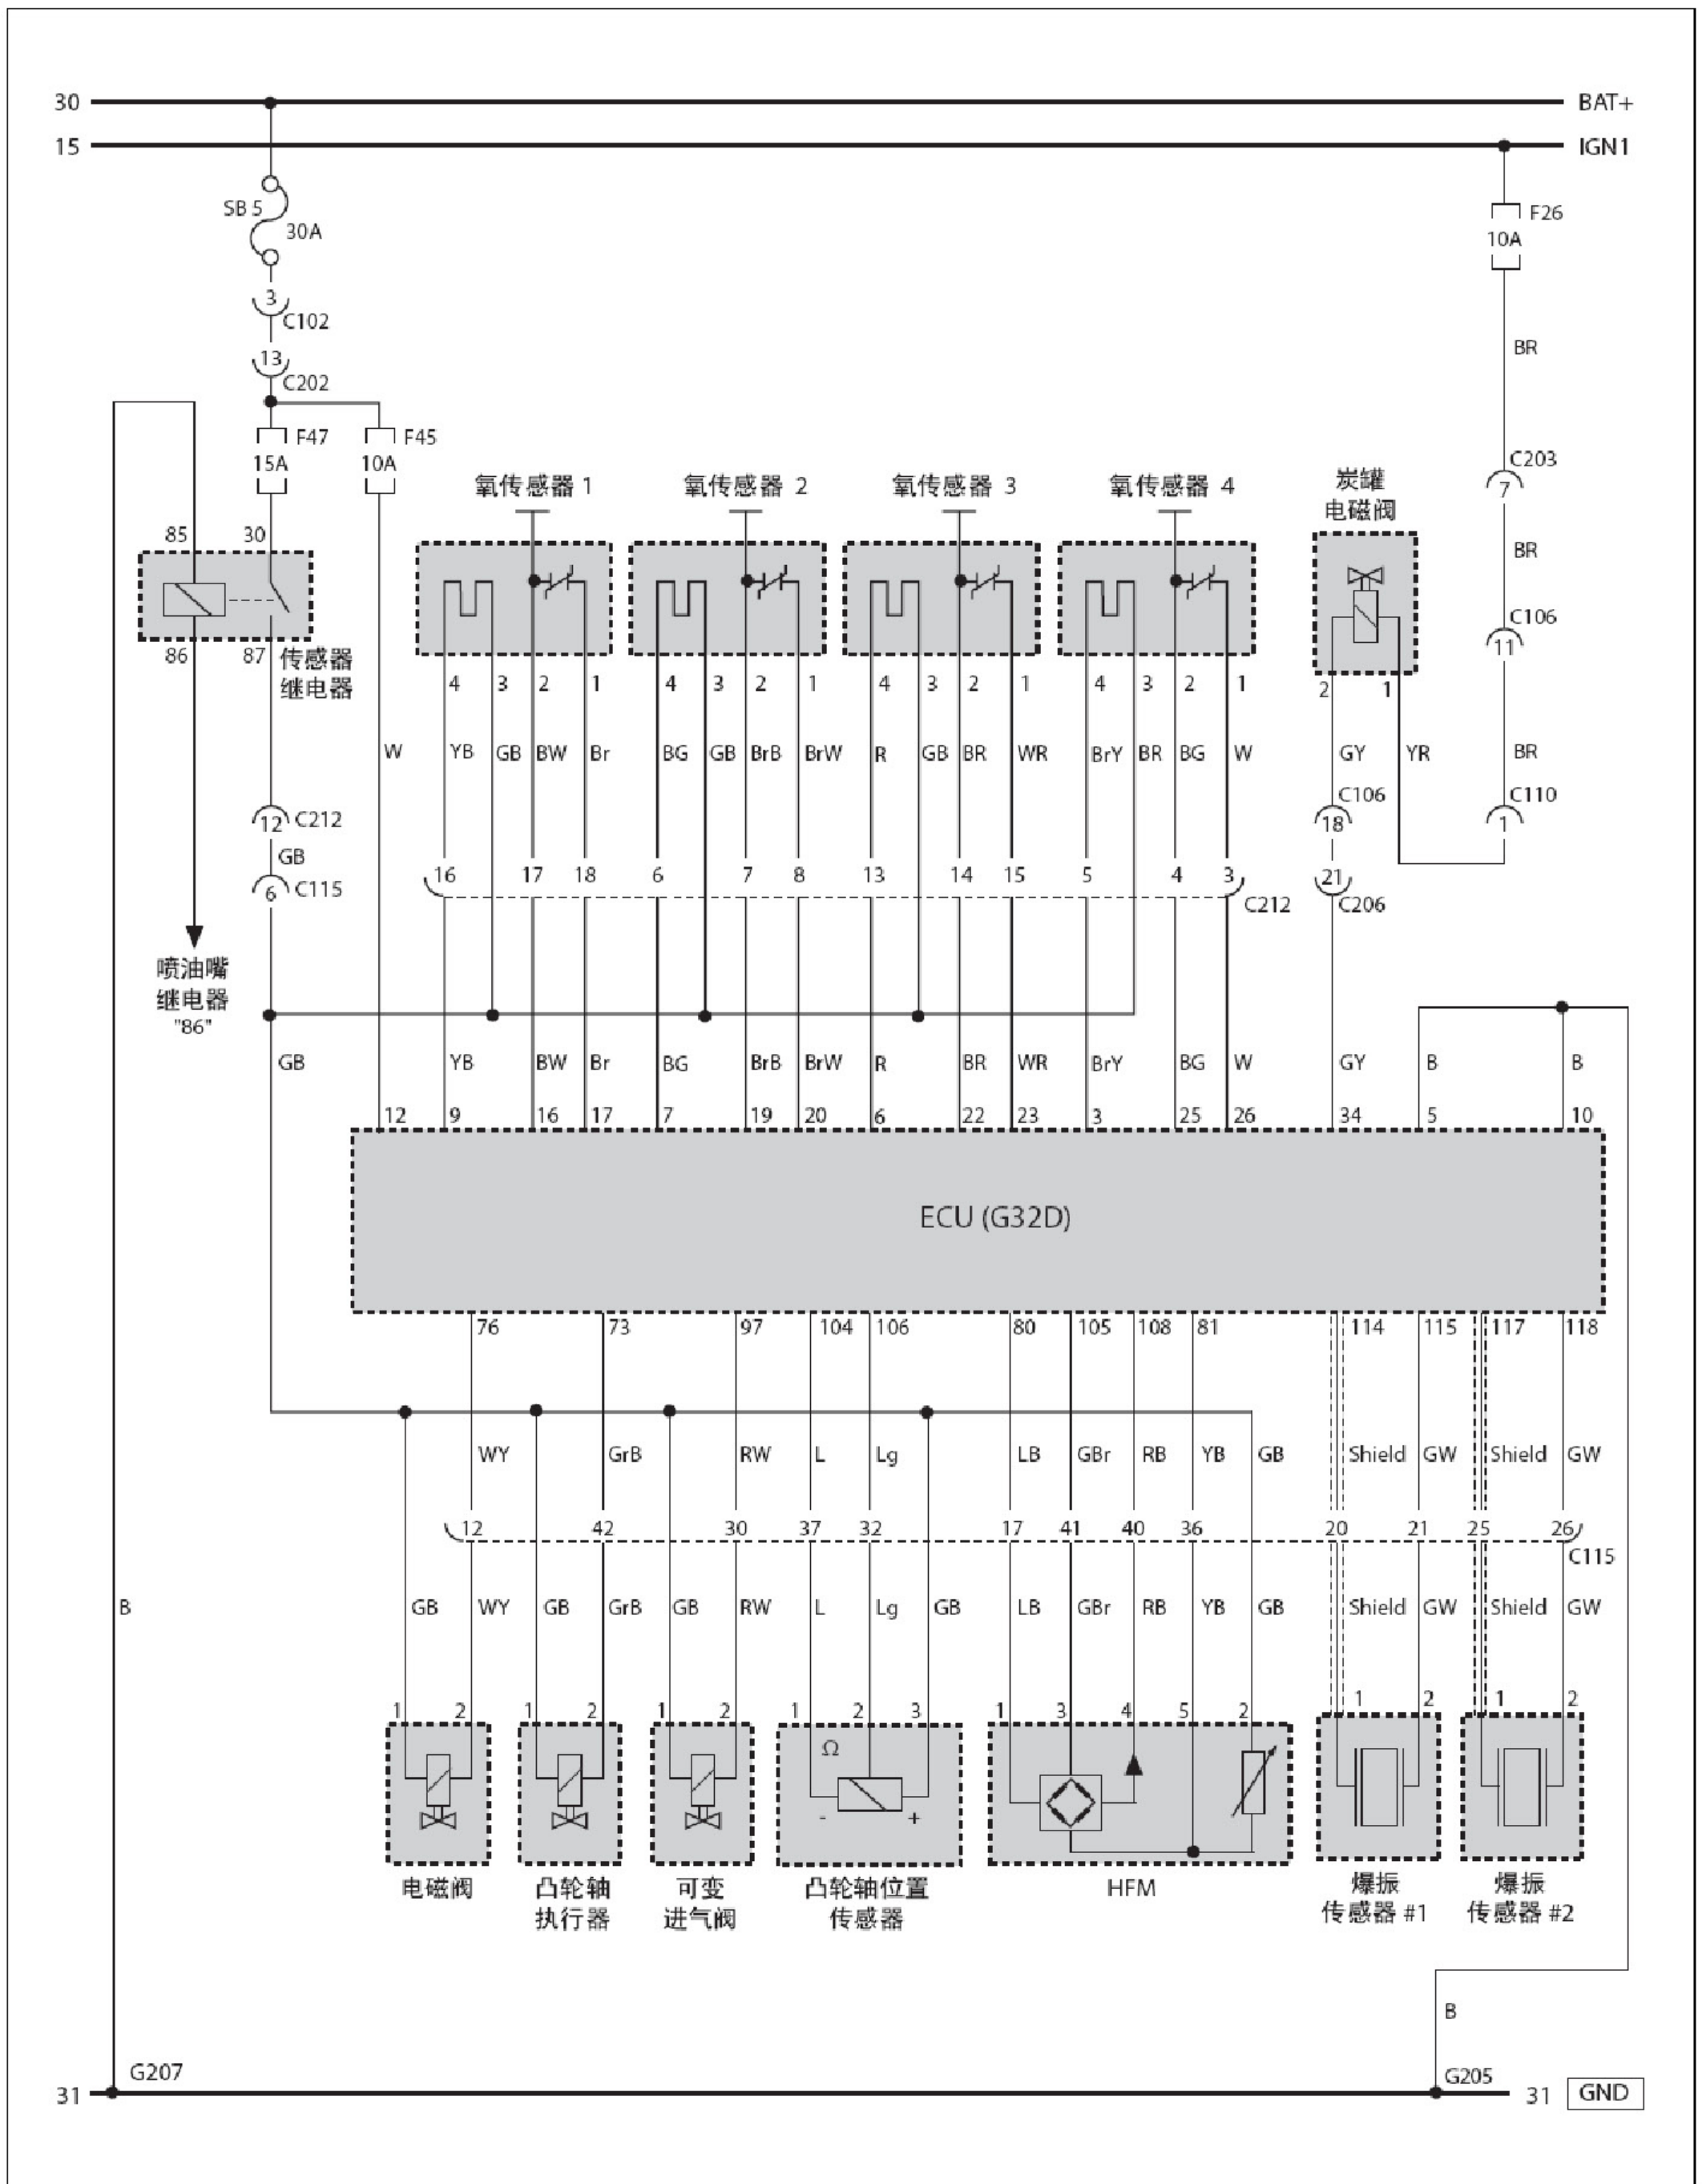 30 BAT+
15 IGN1
SB 5
30A
F26
10A
3
C102
BR
13
C202
F47 F45
15A 10A
C203
7
氧传感器 1 氧传感器 2 氧传感器 3 氧传感器 4
炭罐
电磁阀
85 30
BR
C106
11
86 87
传感器
继电器
4 3 2 1 4 3 2 1 4 3 2 1 4 3 2 1 2 1
W YB GB BW Br BG GB BrB BrW R GB BR WR BrY BR BG W GY YR BR
C106 C110
12 C212 18 1
GB
6 C115
16 17 18 6 7 8 13 14 15 5 4 3 21
C212 C206
喷油嘴
继电器
"86"
GB YB BW Br BG BrB BrW R BR WR BrY BG W GY B B
12 9 16 17 7 19 20 6 22 23 3 25 26 34 5 10
ECU (G32D)
76 73 97 104 106 80 105 108 81 114 115 117 118
WY GrB RW L Lg LB GBr RB YB GB Shield GW Shield GW
12 42 30 37 32 17 41 40 36 20 21 25 26
C115
B GB WY GB GrB GB RW L Lg GB LB GBr RB YB GB Shield GW Shield GW
1 2 1 2 1 2 1 2 3 1 3 4 5 2 1 2 1 2
Ω
- +
电磁阀 凸轮轴 可变 凸轮轴位置 HFM 爆振 爆振
执行器 进气阀 传感器 传感器 #1 传感器 #2
B
G207 G205
31 31 GND